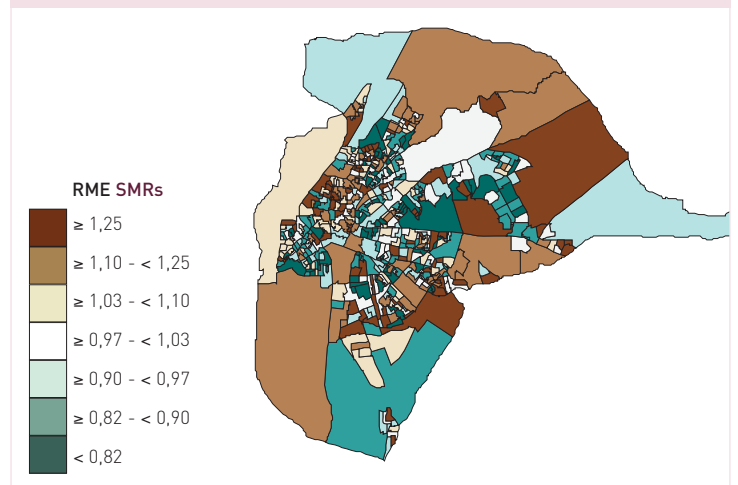 RME SMRs
≥ 1,25
≥ 1,10 - < 1,25
≥ 1,03 - < 1,10
≥ 0,97 - < 1,03
≥ 0,90 - < 0,97
≥ 0,82 - < 0,90
< 0,82